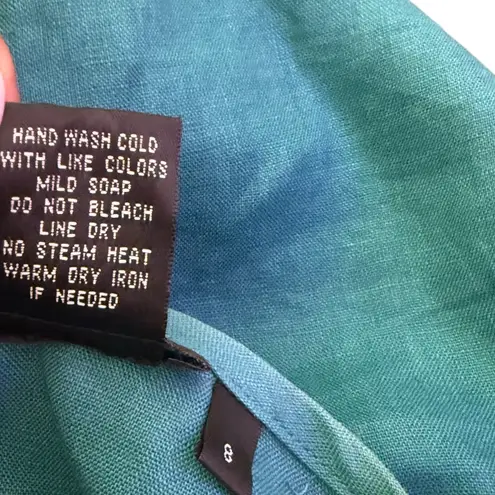 HAND WASH COLD
WITH LIKE COLORS
MILD SOAP
DO NOT BLEACH
LINE DRY
NO STEAM HEAT
WARM DRY IRON
IF NEEDED
8